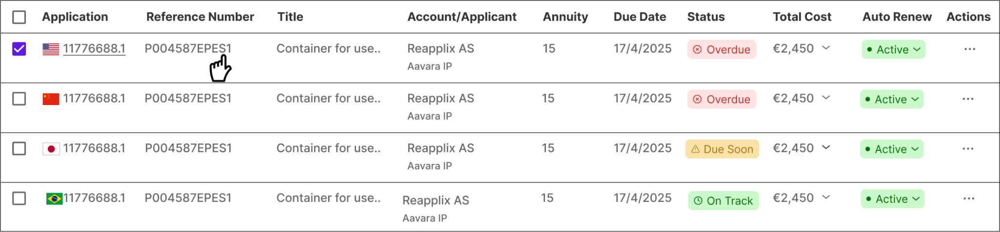 Application Reference Number Title Account/Applicant Annuity Due Date Status Total Cost Auto Renew Actions
11776688.1 P004587EPES1 Container for use.. Reapplix AS 15 17/4/2025 Overdue €2,450 Active
Aavara IP
11776688.1 P004587EPES1 Container for use.. Reapplix AS 15 17/4/2025 Overdue €2,450 Active
Aavara IP
11776688.1 P004587EPES1 Container for use.. Reapplix AS 15 17/4/2025 Due Soon €2,450 Active
Aavara IP
11776688.1 P004587EPES1 Container for use.. Reapplix AS 15 17/4/2025 On Track €2,450 Active
Aavara IP